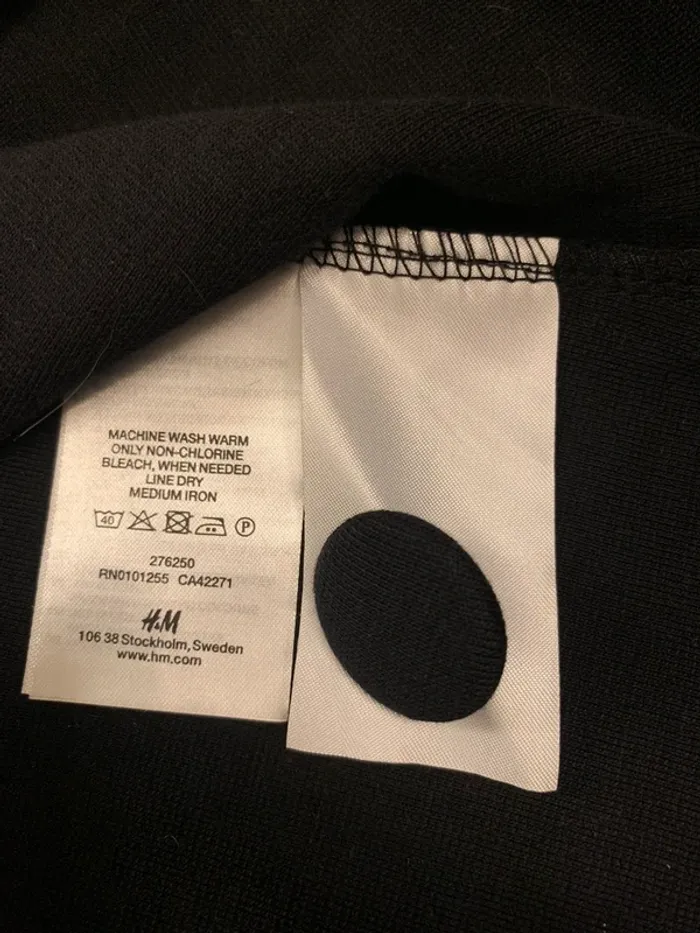 MACHINE WASH WARM
ONLY NON-CHLORINE
BLEACH, WHEN NEEDED
LINE DRY
MEDIUM IRON
40 P
276250
RN0101255 CA42271
H&M
106 38 Stockholm, Sweden
www.hm.com